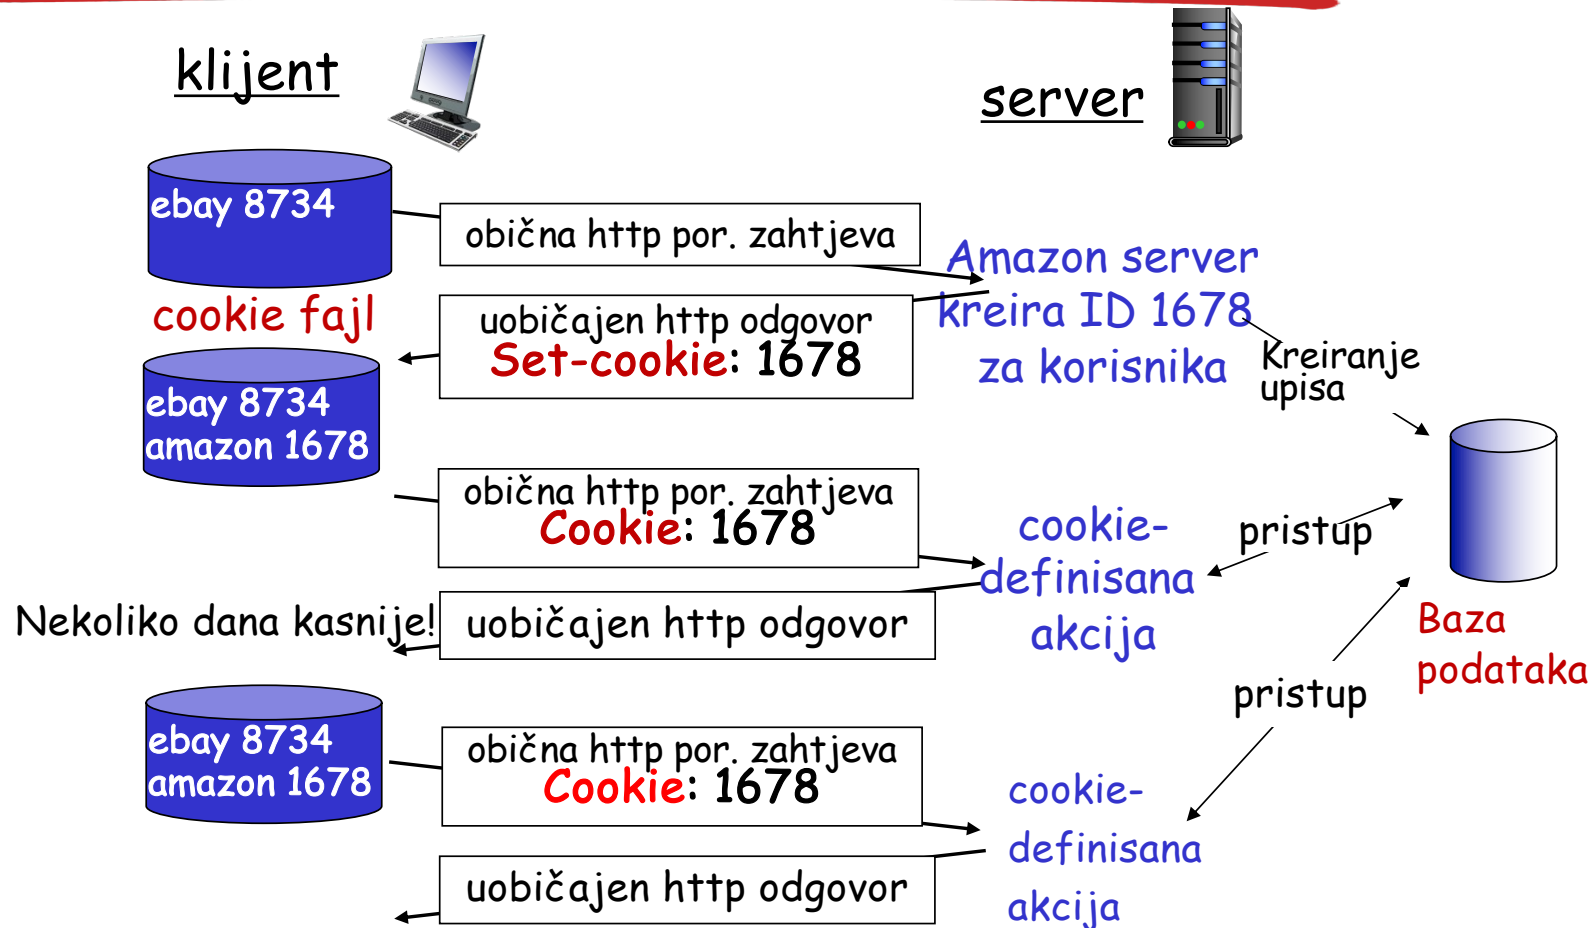 klijent
server
ebay 8734
obična http por. zahtjeva
Amazon server
kreira ID 1678
za korisnika
cookie fajl
uobičajen http odgovor
Set-cookie: 1678
Kreiranje
upisa
ebay 8734
amazon 1678
obična http por. zahtjeva
Cookie: 1678
cookie-
definisana
akcija
pristup
Nekoliko dana kasnije!
uobičajen http odgovor
Baza
podataka
pristup
ebay 8734
amazon 1678
obična http por. zahtjeva
Cookie: 1678
cookie-
definisana
akcija
uobičajen http odgovor